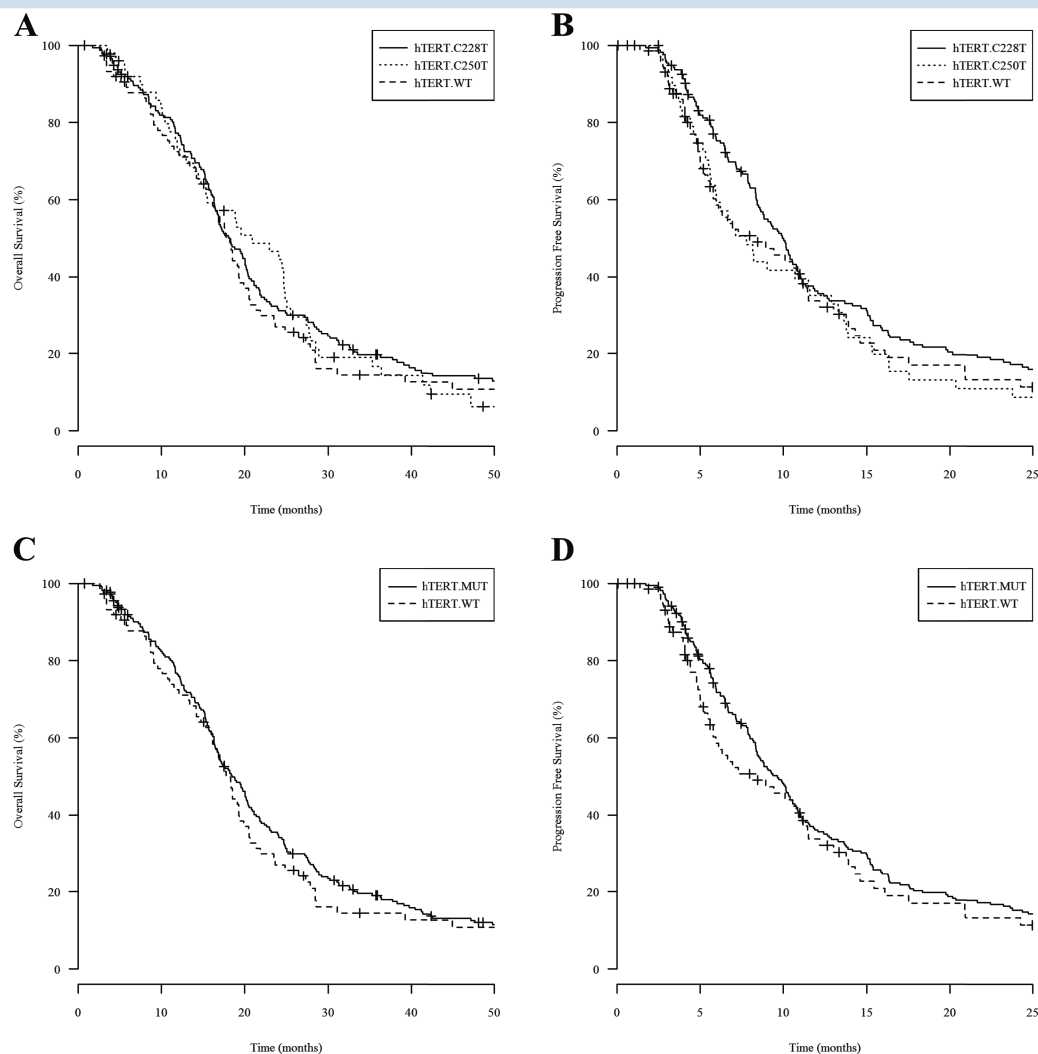 A
hTERT.C228T
hTERT.C250T
hTERT.WT
Overall Survival (%)
100
80
60
40
20
0
0 10 20 30 40 50
Time (months)
B
hTERT.C228T
hTERT.C250T
hTERT.WT
Progression Free Survival (%)
100
80
60
40
20
0
0 5 10 15 20 25
Time (months)
C
hTERT.MUT
hTERT.WT
Overall Survival (%)
100
80
60
40
20
0
0 10 20 30 40 50
Time (months)
D
hTERT.MUT
hTERT.WT
Progression Free Survival (%)
100
80
60
40
20
0
0 5 10 15 20 25
Time (months)